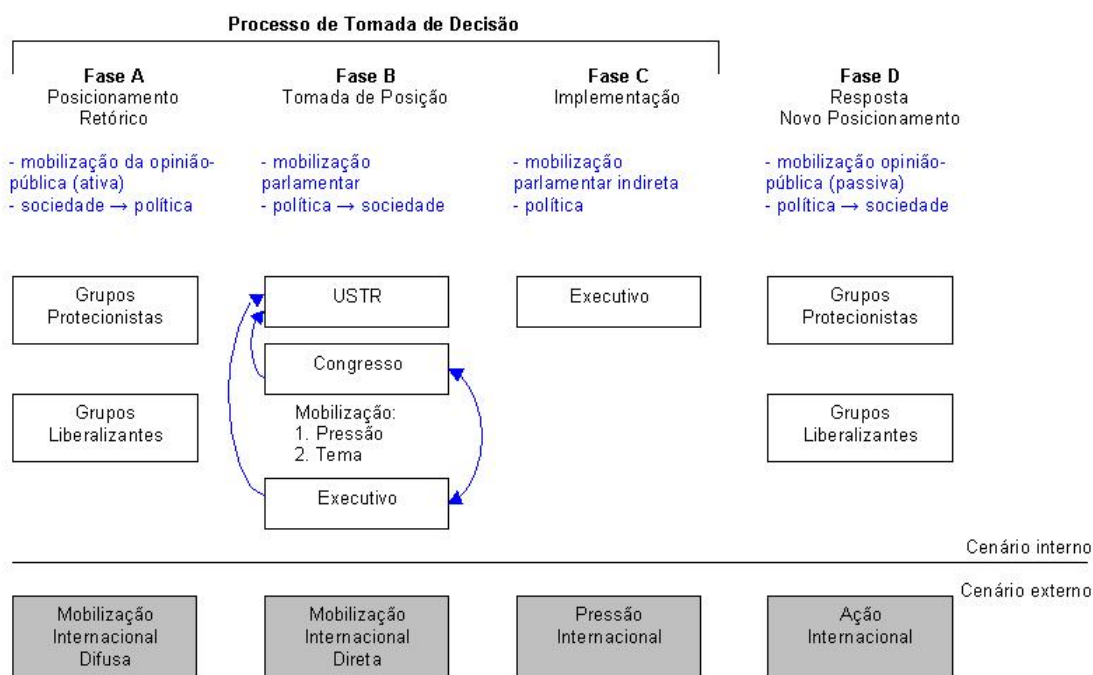 Processo de Tomada de Decisão
Fase A
Posicionamento
Retórico
Fase B
Tomada de Posição
Fase C
Implementação
Fase D
Resposta
Novo Posicionamento
- mobilização da opinião-
pública (ativa)
- sociedade → política
- mobilização
parlamentar
- política → sociedade
- mobilização
parlamentar indireta
- política
- mobilização opinião-
pública (passiva)
- política → sociedade
Grupos
Protecionistas
USTR
Executivo
Grupos
Protecionistas
Congresso
Grupos
Liberalizantes
Mobilização:
1. Pressão
2. Tema
Grupos
Liberalizantes
Executivo
Cenário interno
Cenário externo
Mobilização
Internacional
Difusa
Mobilização
Internacional
Direta
Pressão
Internacional
Ação
Internacional